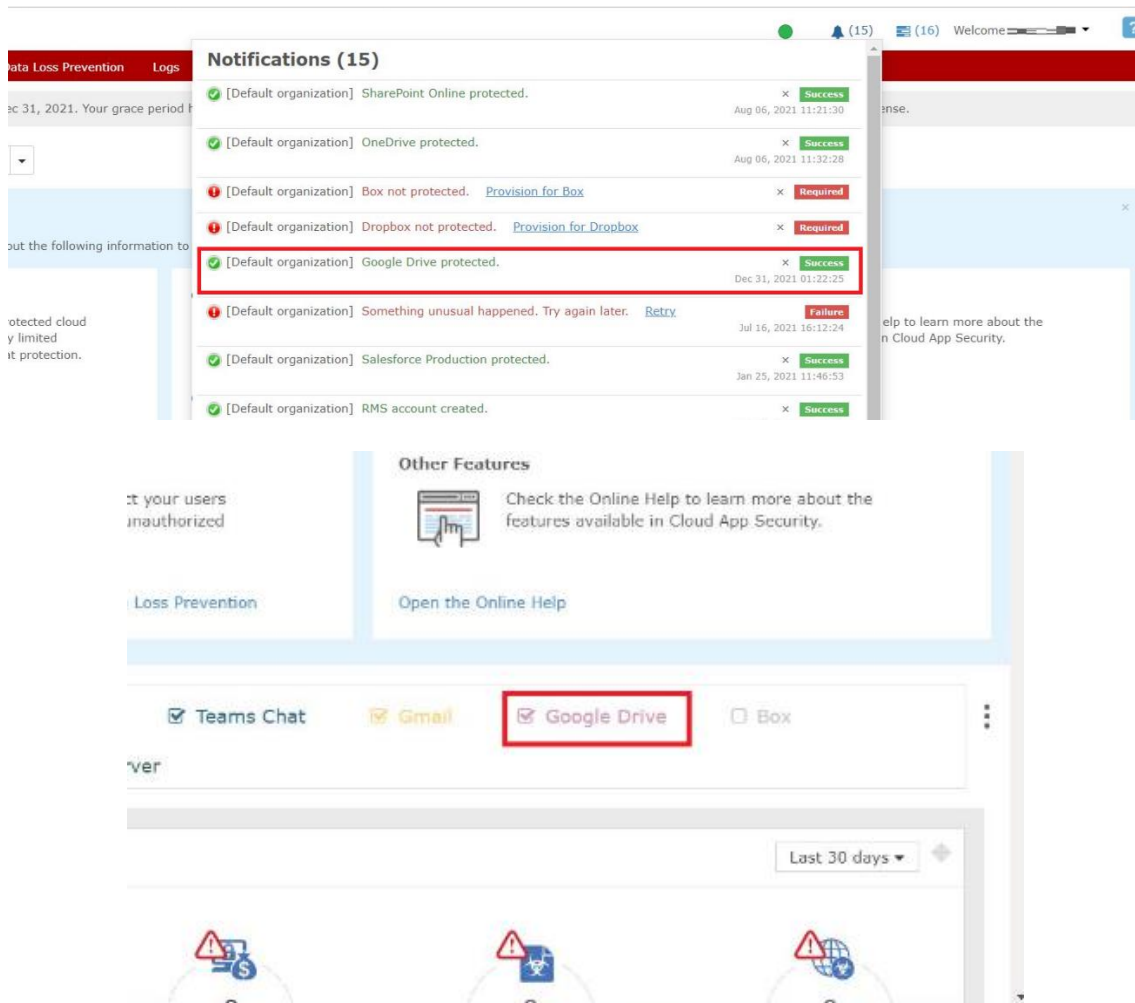 (15) (16) Welcome
Data Loss Prevention Logs
Notifications (15)
ec 31, 2021. Your grace period h
ense.
[Default organization] SharePoint Online protected. × Success
Aug 06, 2021 11:21:30
[Default organization] OneDrive protected. × Success
Aug 06, 2021 11:32:28
[Default organization] Box not protected. Provision for Box × Required
[Default organization] Dropbox not protected. Provision for Dropbox × Required
out the following information to
[Default organization] Google Drive protected. × Success
Dec 31, 2021 01:22:25
[Default organization] Something unusual happened. Try again later. Retry Failure
Jul 16, 2021 16:12:24
otected cloud
y limited
at protection.
elp to learn more about the
n Cloud App Security.
[Default organization] Salesforce Production protected. × Success
Jan 25, 2021 11:46:53
[Default organization] RMS account created. × Success
Other Features
ct your users
unauthorized
Check the Online Help to learn more about the
features available in Cloud App Security.
Loss Prevention
Open the Online Help
Teams Chat Gmail Google Drive Box
rver
Last 30 days